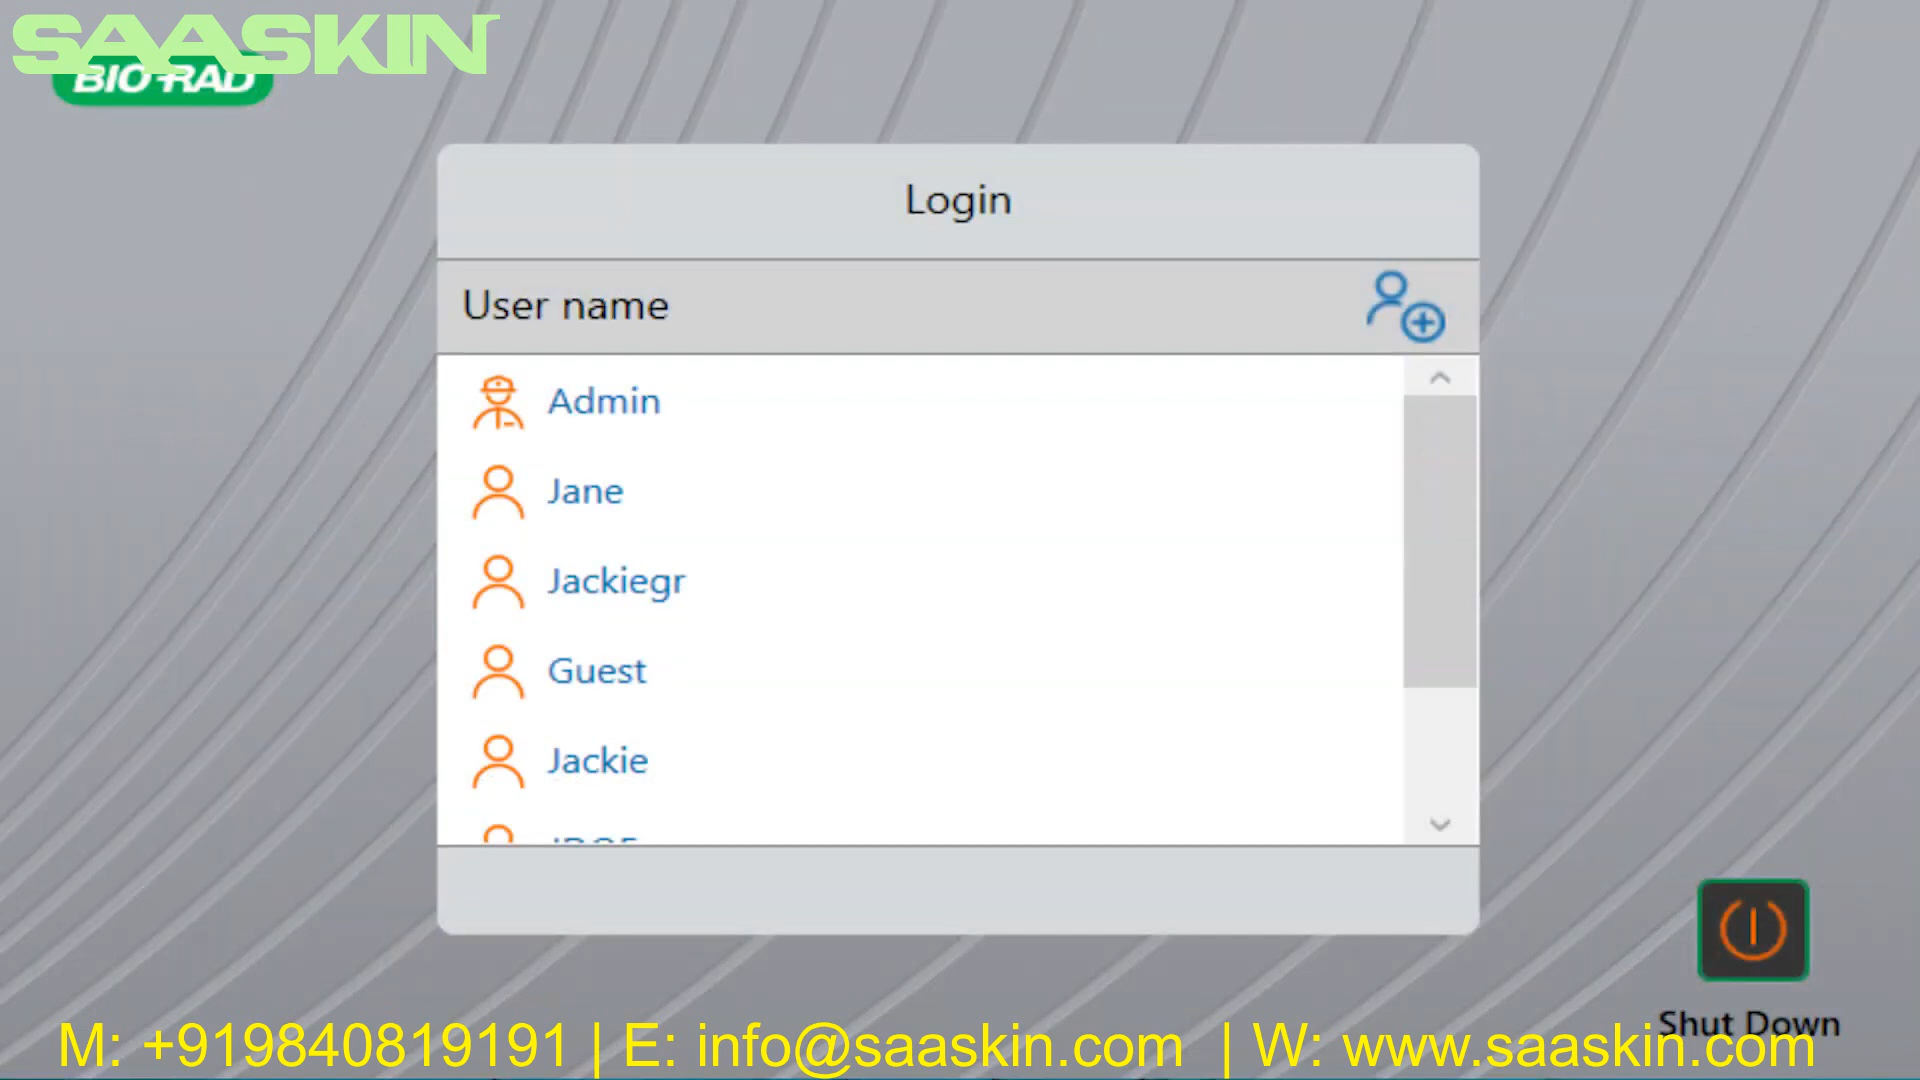 SAASKIN
BIO-RAD
Login
User name
Admin
Jane
Jackiegr
Guest
Jackie
Shut Down
M: +919840819191 | E: info@saaskin.com | W: www.saaskin.com